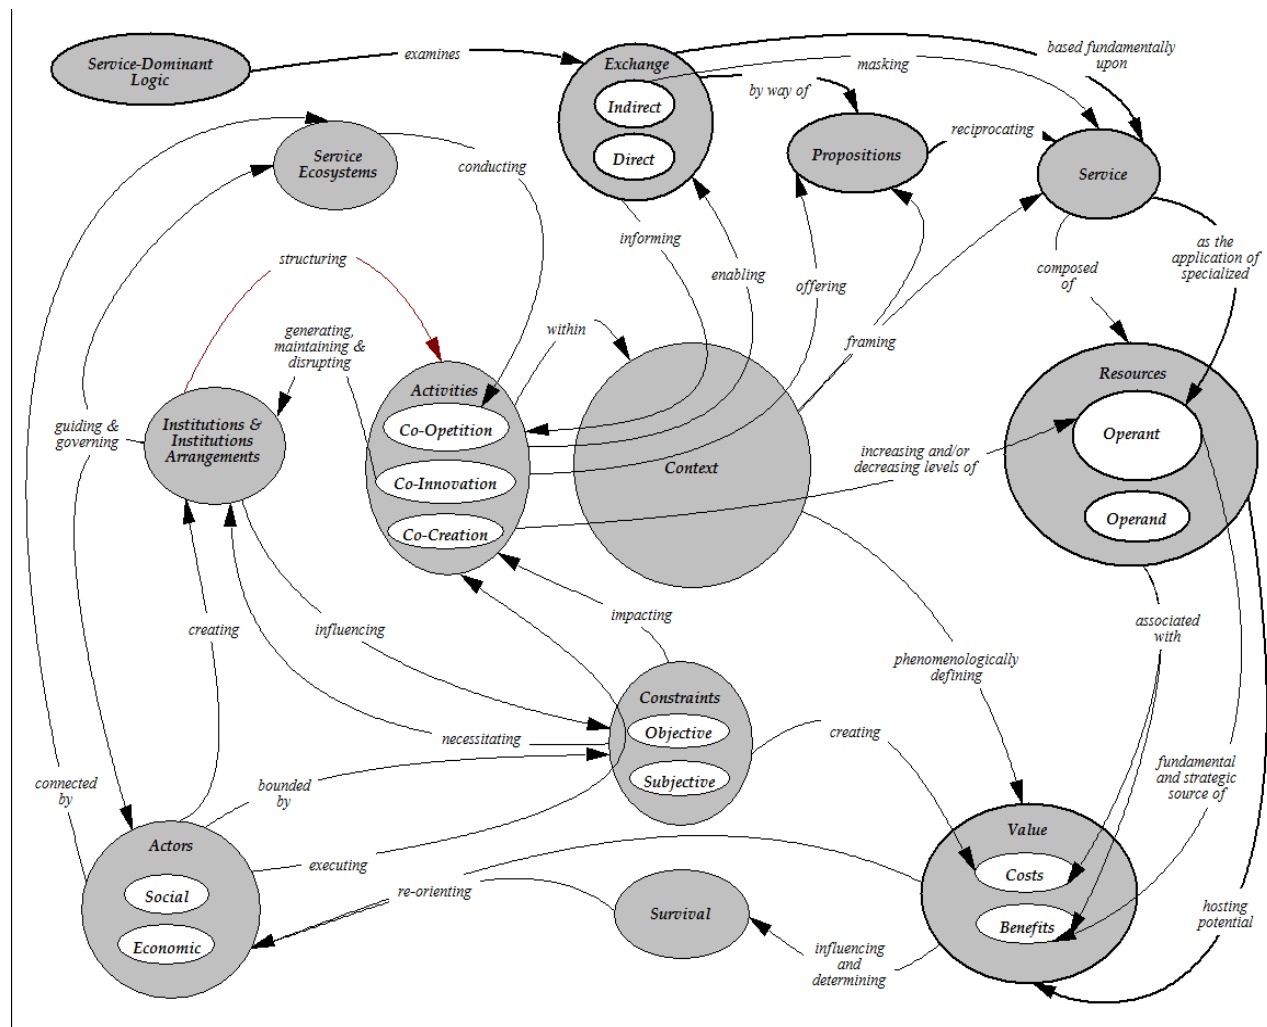 Service-Dominant
Logic
examines
Exchange
Indirect
Direct
masking
based fundamentally
upon
by way of
Propositions
reciprocating
Service
Service
Ecosystems
conducting
informing
enabling
offering
framing
composed
of
as the
application of
specialized
structuring
generating,
maintaining &
disrupting
within
Activities
Co-Opetition
Co-Innovation
Co-Creation
Context
Resources
Operant
Operand
guiding &
governing
Institutions &
Institutions
Arrangements
increasing and/or
decreasing levels of
creating
influencing
impacting
associated
with
phenomenologically
defining
Constraints
Objective
Subjective
necessitating
creating
connected
by
bounded
by
fundamental
and strategic
source of
Actors
Social
Economic
executing
re-orienting
Survival
Value
Costs
Benefits
influencing
and
determining
hosting
potential